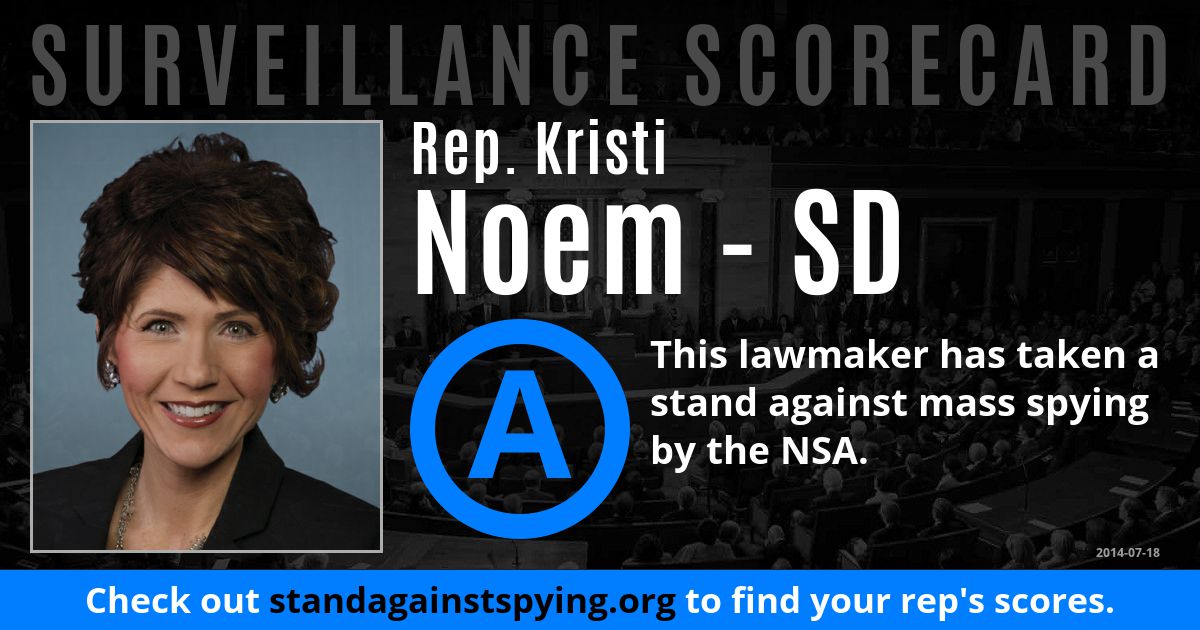 SURVEILLANCE SCORECARD
Rep. Kristi
Noem - SD
A
This lawmaker has taken a
stand against mass spying
by the NSA.
2014-07-18
Check out standagainstspying.org to find your rep's scores.